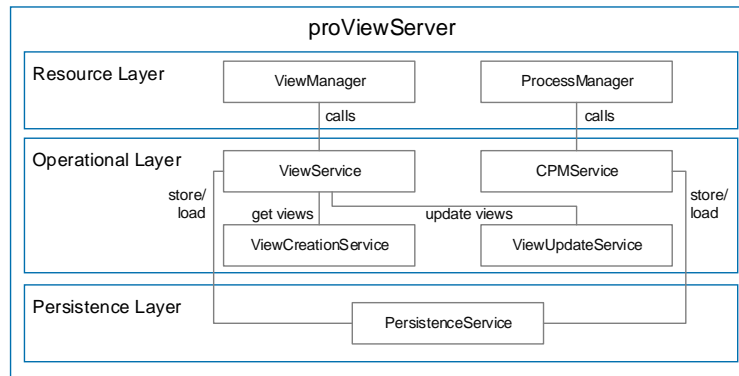 proViewServer
Resource Layer
ViewManager
ProcessManager
calls
calls
Operational Layer
ViewService
CPMService
store/
load
store/
load
get views
update views
ViewCreationService
ViewUpdateService
Persistence Layer
PersistenceService